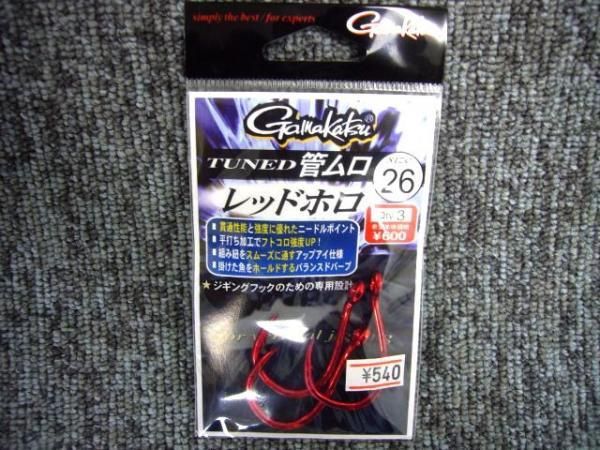 simply the best / for experts
Gamakatsu
Gamakatsu®
TUNED 管ムロ
レッドホロ
SIZE
26
QTY 3
¥600
■貫通性能と強度に優れたニードルポイント
■平打ち加工でフトコロ強度UP!
■組み紐をスムーズに通すアップアイ仕様
■掛けた魚をホールドするバランスドバーブ
★ジギングフックのための専用設計
¥540